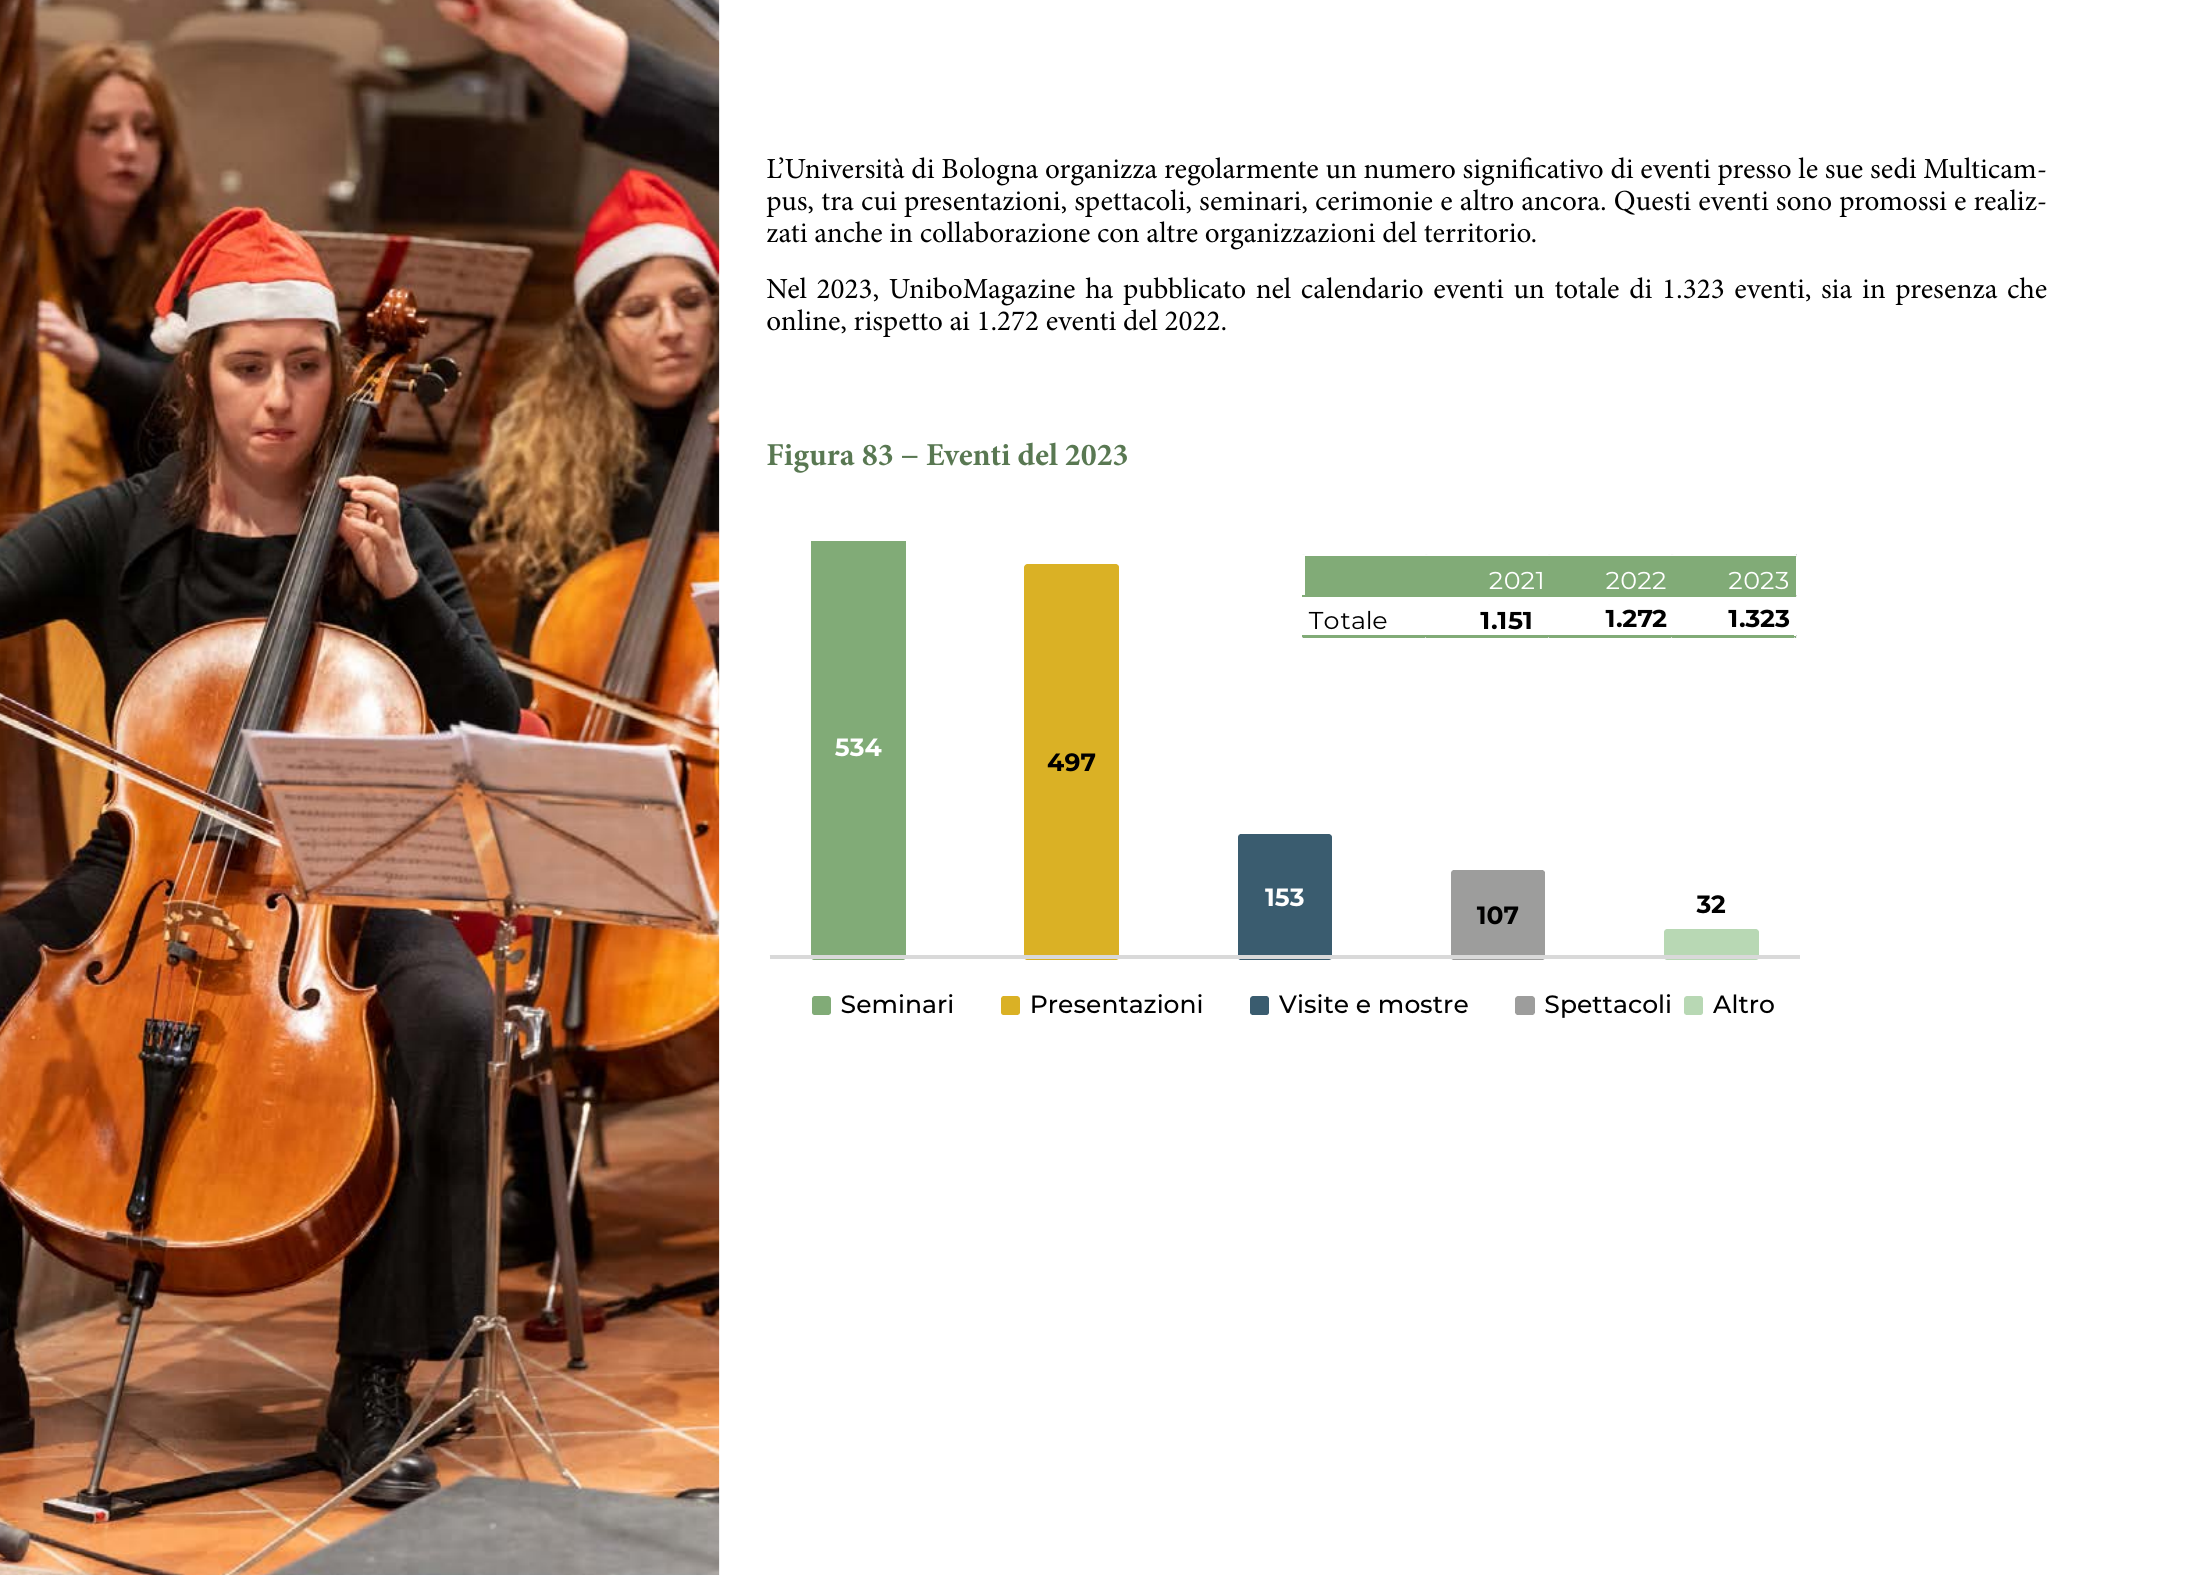 L’Università di Bologna organizza regolarmente un numero significativo di eventi presso le sue sedi Multicam-
pus, tra cui presentazioni, spettacoli, seminari, cerimonie e altro ancora. Questi eventi sono promossi e realiz-
zati anche in collaborazione con altre organizzazioni del territorio.
Nel 2023, UniboMagazine ha pubblicato nel calendario eventi un totale di 1.323 eventi, sia in presenza che
online, rispetto ai 1.272 eventi del 2022.
Figura 83 – Eventi del 2023
2021 2022 2023
Totale 1.151 1.272 1.323
534
497
153
107
32
Seminari Presentazioni Visite e mostre Spettacoli Altro